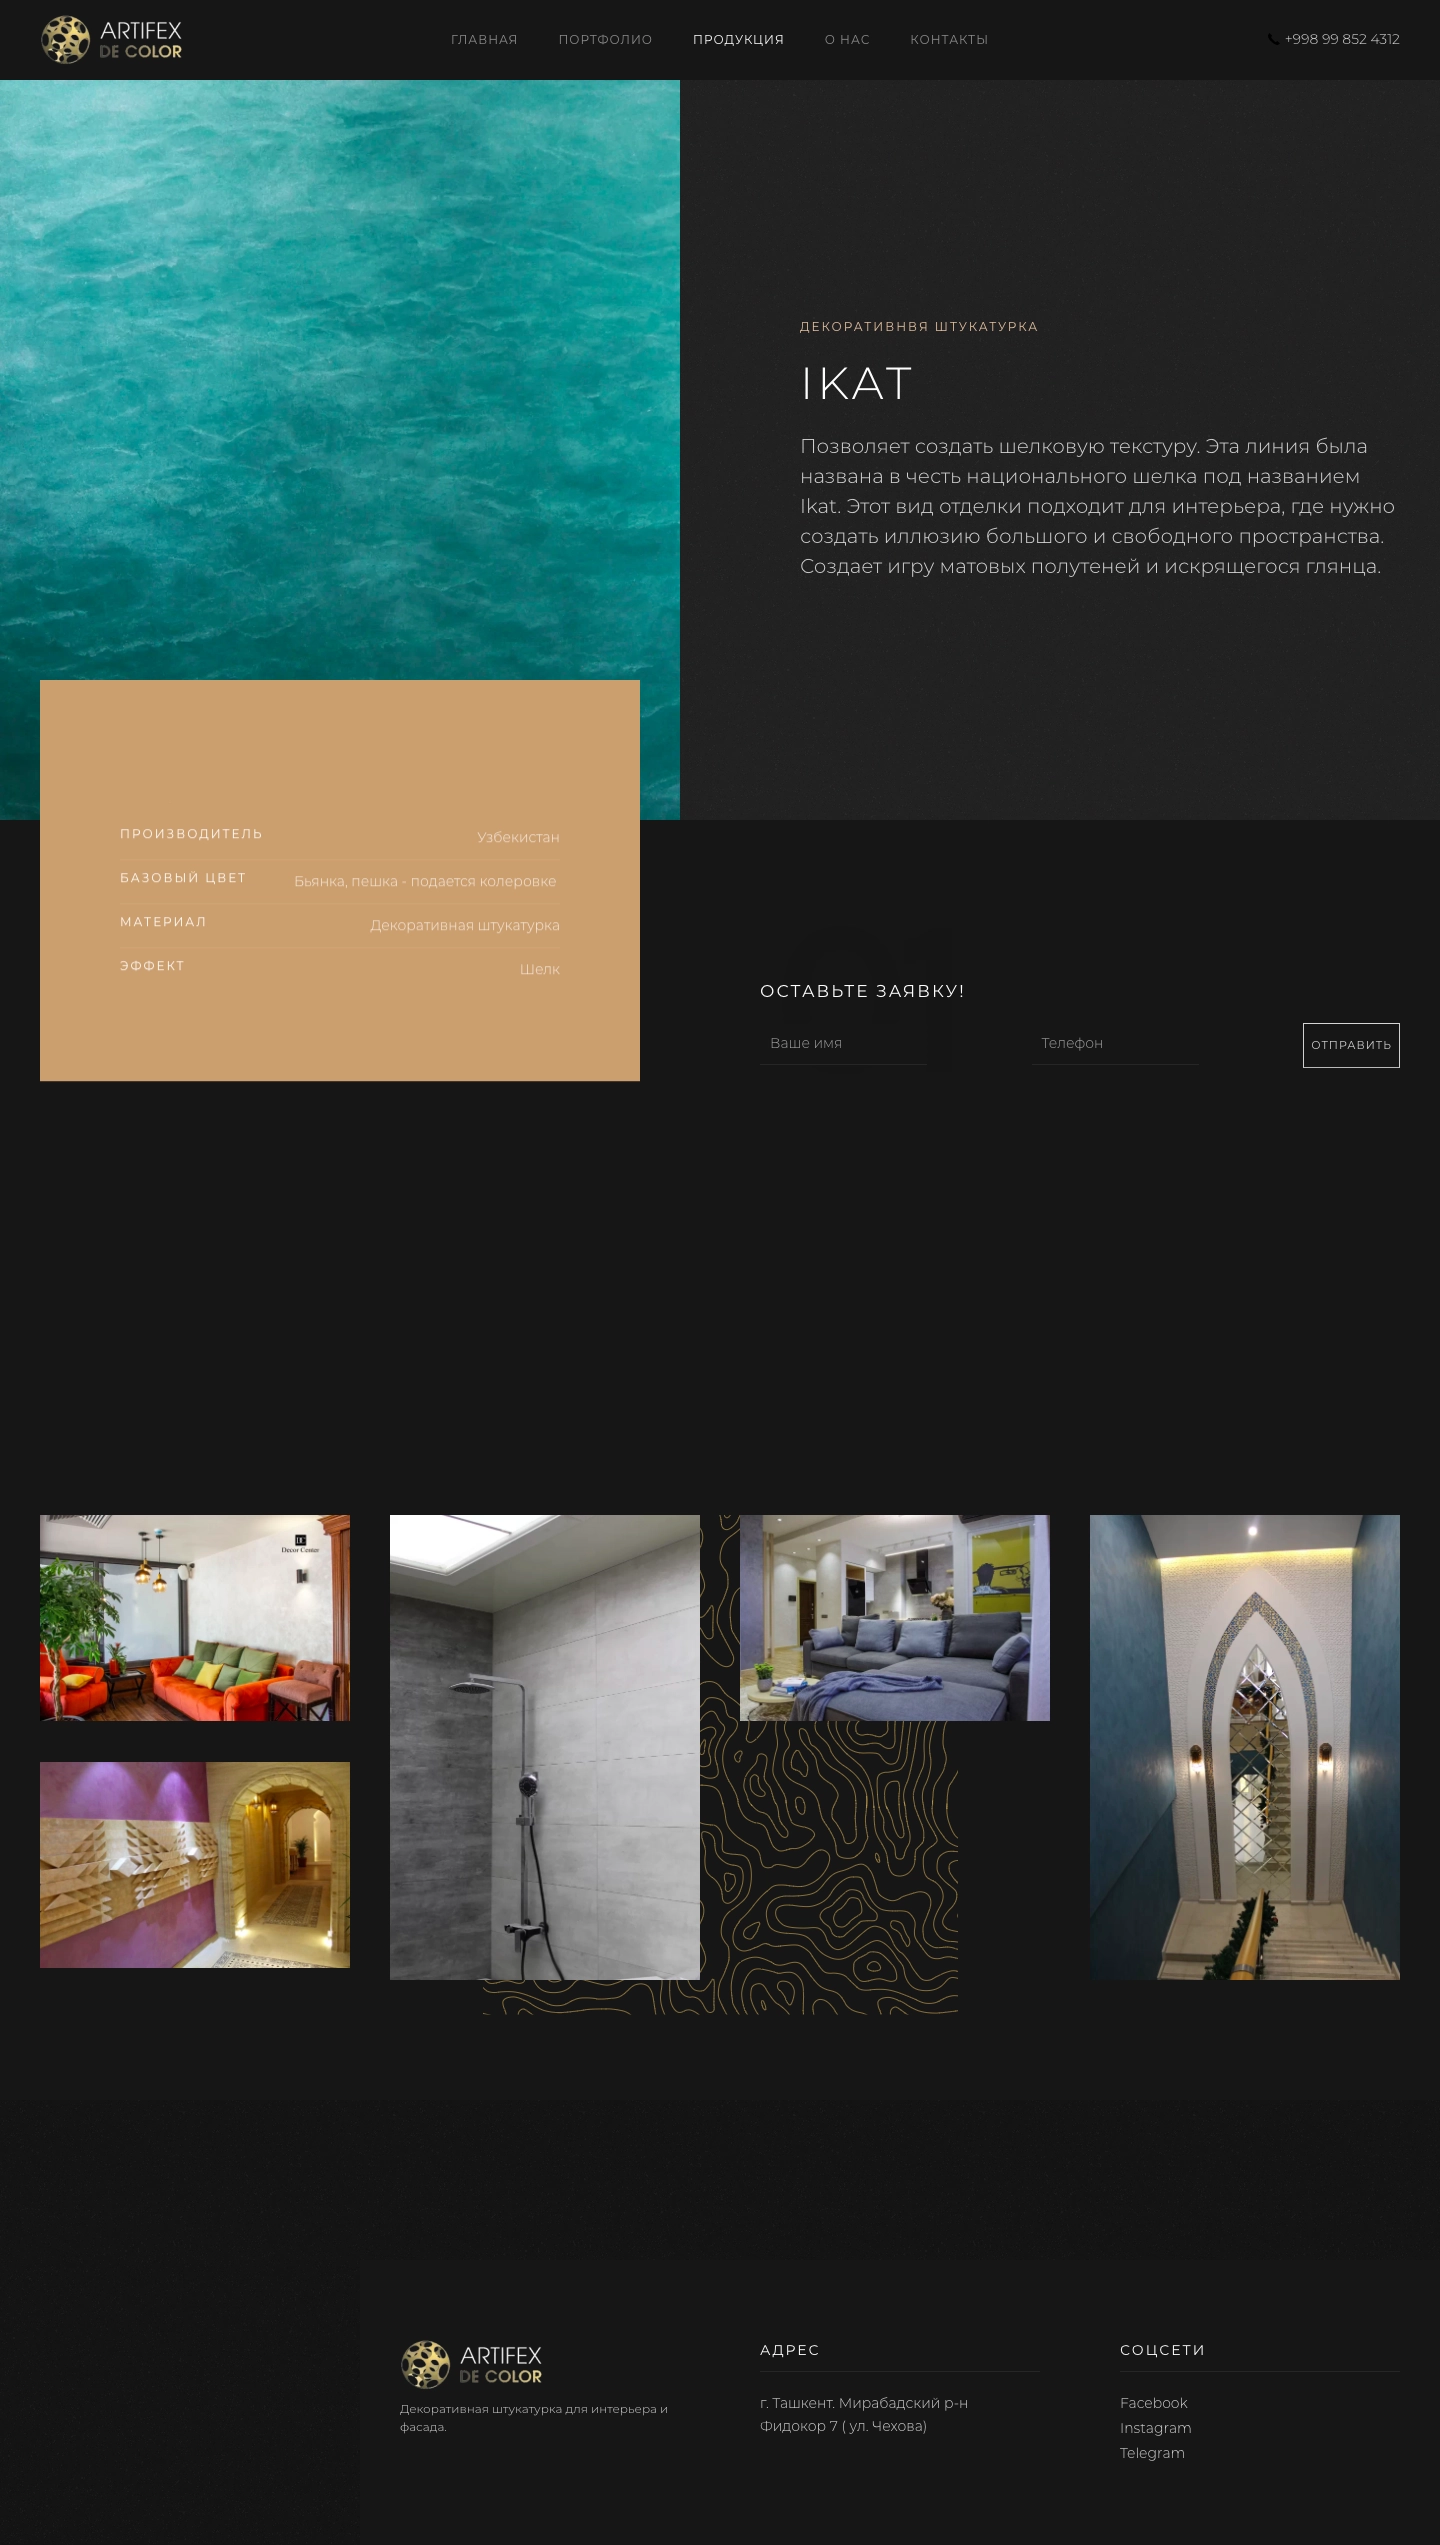 ARTIFEX
DE COLOR
ГЛАВНАЯ
ПОРТФОЛИО
ПРОДУКЦИЯ
О НАС
КОНТАКТЫ
+998 99 852 4312
ДЕКОРАТИВНВЯ ШТУКАТУРКА
IKAT
Позволяет создать шелковую текстуру. Эта линия была
названа в честь национального шелка под названием
Ikat. Этот вид отделки подходит для интерьера, где нужно
создать иллюзию большого и свободного пространства.
Создает игру матовых полутеней и искрящегося глянца.
ПРОИЗВОДИТЕЛЬ
Узбекистан
БАЗОВЫЙ ЦВЕТ
Бьянка, пешка - подается колеровке
МАТЕРИАЛ
Декоративная штукатурка
ЭФФЕКТ
Шелк
ОСТАВЬТЕ ЗАЯВКУ!
Ваше имя
Телефон
ОТПРАВИТЬ
Decor Center
ARTIFEX
DE COLOR
Декоративная штукатурка для интерьера и
фасада.
АДРЕС
г. Ташкент. Мирабадский р-н
Фидокор 7 ( ул. Чехова)
СОЦСЕТИ
Facebook
Instagram
Telegram